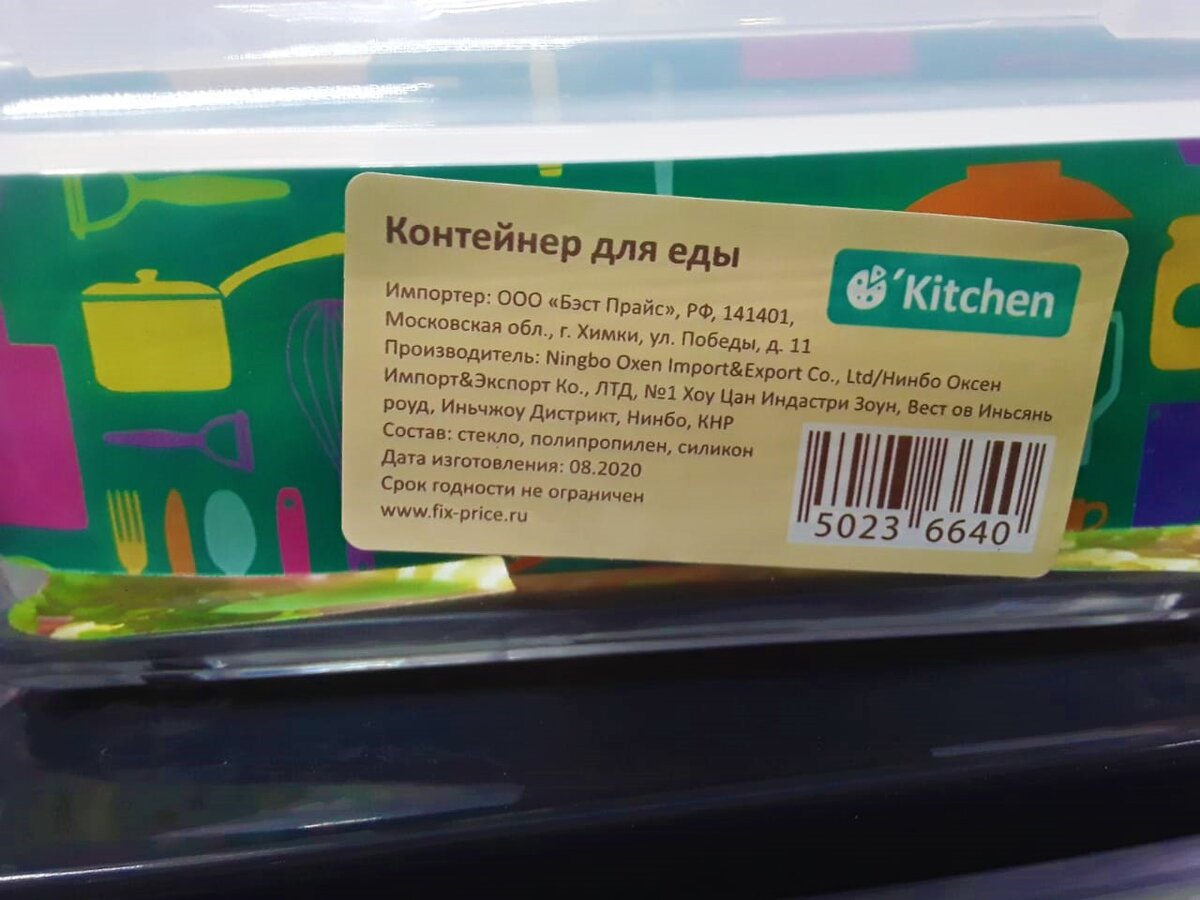 Контейнер для еды
'Kitchen
Импортер: ООО «Бэст Прайс», РФ, 141401,
Московская обл., г. Химки, ул. Победы, д. 11
Производитель: Ningbo Oxen Import&Export Co., Ltd/Нинбо Оксен
Импорт&Экспорт Ко., ЛТД, №1 Хоу Цан Индастри Зоун, Вест ов Иньсянь
роуд, Иньчжоу Дистрикт, Нинбо, КНР
Состав: стекло, полипропилен, силикон
Дата изготовления: 08.2020
Срок годности не ограничен
www.fix-price.ru
5023 6640